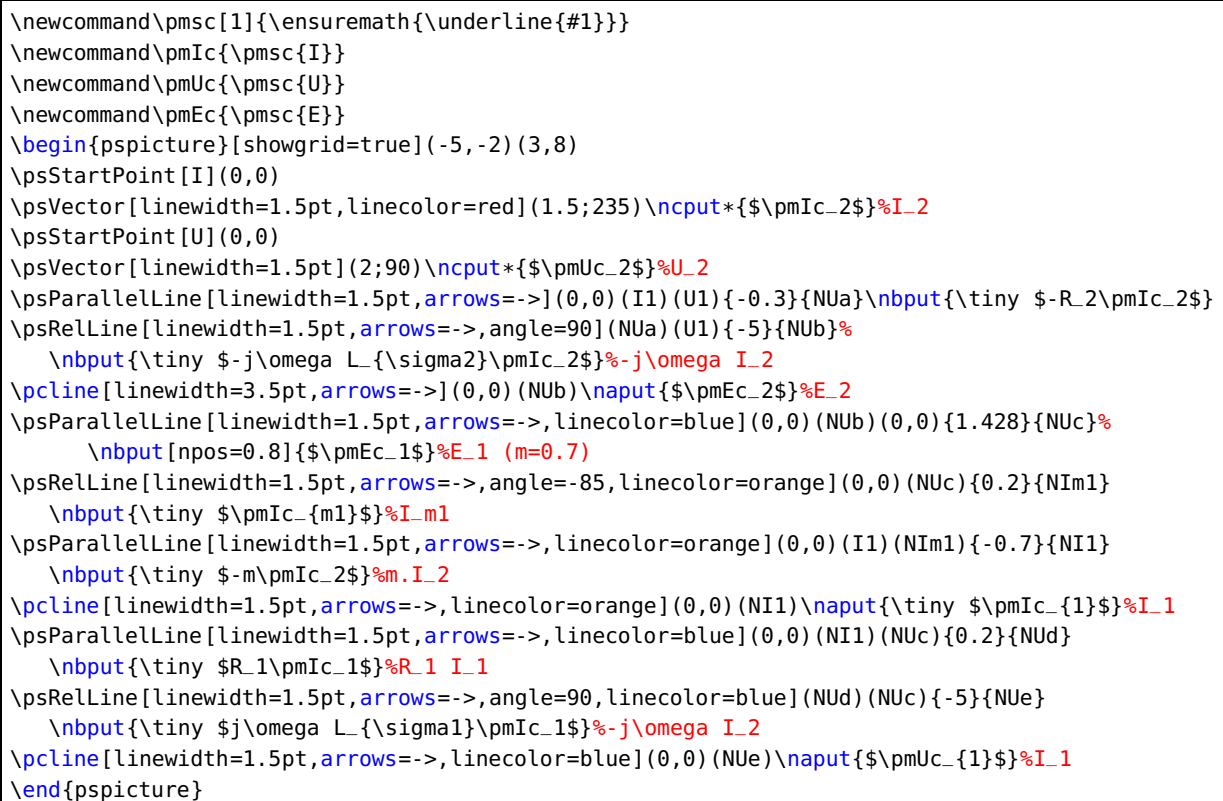 \newcommand\pmsc[1]{\ensuremath{\underline{#1}}}
\newcommand\pmIc{\pmsc{I}}
\newcommand\pmUc{\pmsc{U}}
\newcommand\pmEc{\pmsc{E}}
\begin{pspicture}[showgrid=true](-5,-2)(3,8)
\psStartPoint[I](0,0)
\psVector[linewidth=1.5pt,linecolor=red](1.5;235)\ncput*{$\pmIc_2$}%I_2
\psStartPoint[U](0,0)
\psVector[linewidth=1.5pt](2;90)\ncput*{$\pmUc_2$}%U_2
\psParallelLine[linewidth=1.5pt,arrows=->](0,0)(I1)(U1){-0.3}{NUa}\nbput{\tiny $-R_2\pmIc_2$}
\psRelLine[linewidth=1.5pt,arrows=->,angle=90](NUa)(U1){-5}{NUb}%
   \nbput{\tiny $-j\omega L_{\sigma2}\pmIc_2$}%-j\omega I_2
\pcline[linewidth=3.5pt,arrows=->](0,0)(NUb)\naput{$\pmEc_2$}%E_2
\psParallelLine[linewidth=1.5pt,arrows=->,linecolor=blue](0,0)(NUb)(0,0){1.428}{NUc}%
      \nbput[npos=0.8]{$\pmEc_1$}%E_1 (m=0.7)
\psRelLine[linewidth=1.5pt,arrows=->,angle=-85,linecolor=orange](0,0)(NUc){0.2}{NIm1}
   \nbput{\tiny $\pmIc_{m1}$}%I_m1
\psParallelLine[linewidth=1.5pt,arrows=->,linecolor=orange](0,0)(I1)(NIm1){-0.7}{NI1}
   \nbput{\tiny $-m\pmIc_2$}%m.I_2
\pcline[linewidth=1.5pt,arrows=->,linecolor=orange](0,0)(NI1)\naput{\tiny $\pmIc_{1}$}%I_1
\psParallelLine[linewidth=1.5pt,arrows=->,linecolor=blue](0,0)(NI1)(NUc){0.2}{NUd}
   \nbput{\tiny $R_1\pmIc_1$}%R_1 I_1
\psRelLine[linewidth=1.5pt,arrows=->,angle=90,linecolor=blue](NUd)(NUc){-5}{NUe}
   \nbput{\tiny $j\omega L_{\sigma1}\pmIc_1$}%-j\omega I_2
\pcline[linewidth=1.5pt,arrows=->,linecolor=blue](0,0)(NUe)\naput{$\pmUc_{1}$}%I_1
\end{pspicture}